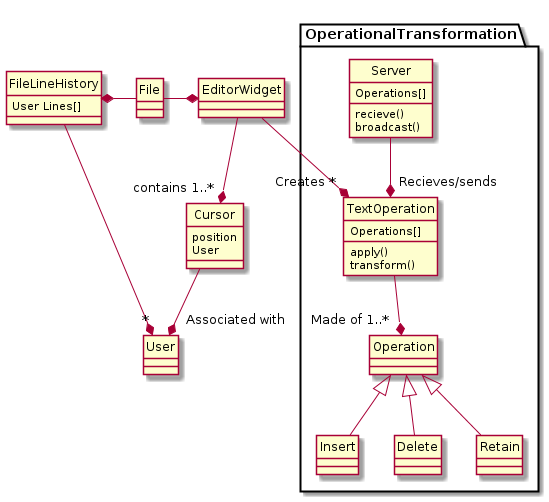 OperationalTransformation
Server
Operations[]
recieve()
broadcast()
FileLineHistory
User Lines[]
File
EditorWidget
contains 1..*
Creates *
Recieves/sends
Cursor
position
User
TextOperation
Operations[]
apply()
transform()
*
Associated with
Made of 1..*
User
Operation
Insert
Delete
Retain